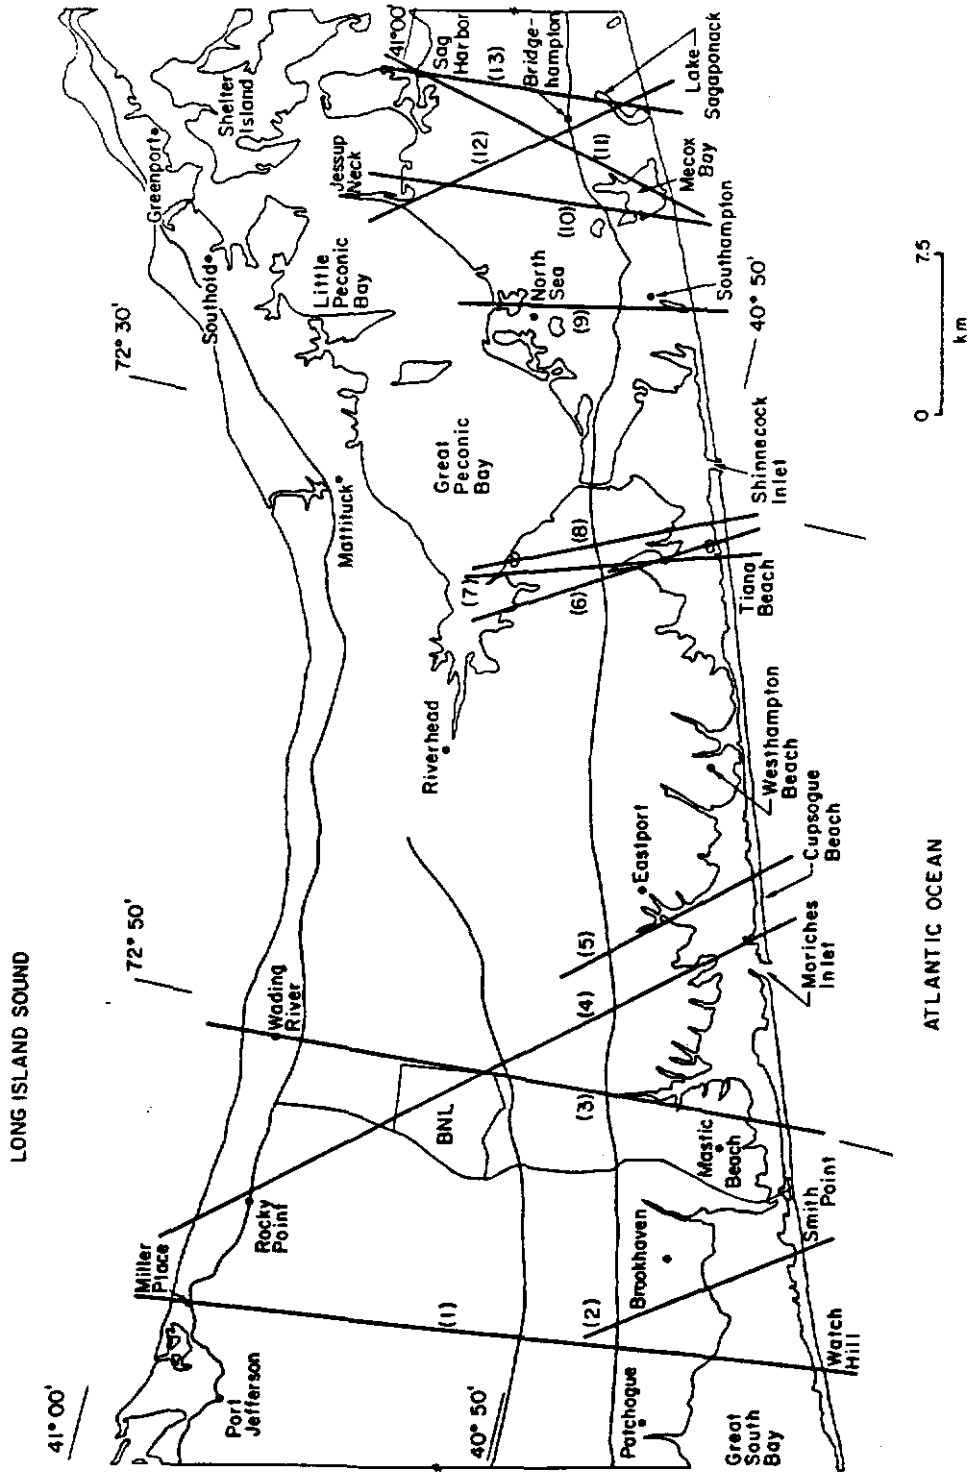 LONG ISLAND SOUND
41° 00'
72° 50'
72° 30'
Port
Jefferson
Miller
Place
Rocky
Point
Wading
River
Mattituck
Southold
Greenport
Shelter
Island
Little
Peconic
Bay
Jessup
Neck
41° 00'
Sag
Harbor
(13)
Bridge-
hampton
40° 50'
(1)
BNL
Riverhead
Great
Peconic
Bay
(12)
(7)
(2)
(3)
(4)
(5)
(6)
(8)
(9)
North
Sea
(10)
(11)
Patchogue
Brookhaven
Mastic
Beach
Eastport
Great
South
Bay
Watch
Hill
Smith
Point
Moriches
Inlet
Cupsogue
Beach
Westhampton
Beach
Tiana
Beach
Shinnecock
Inlet
Southampton
40° 50'
Mecox
Bay
Lake
Sagaponack
ATLANTIC OCEAN
0
7.5
km